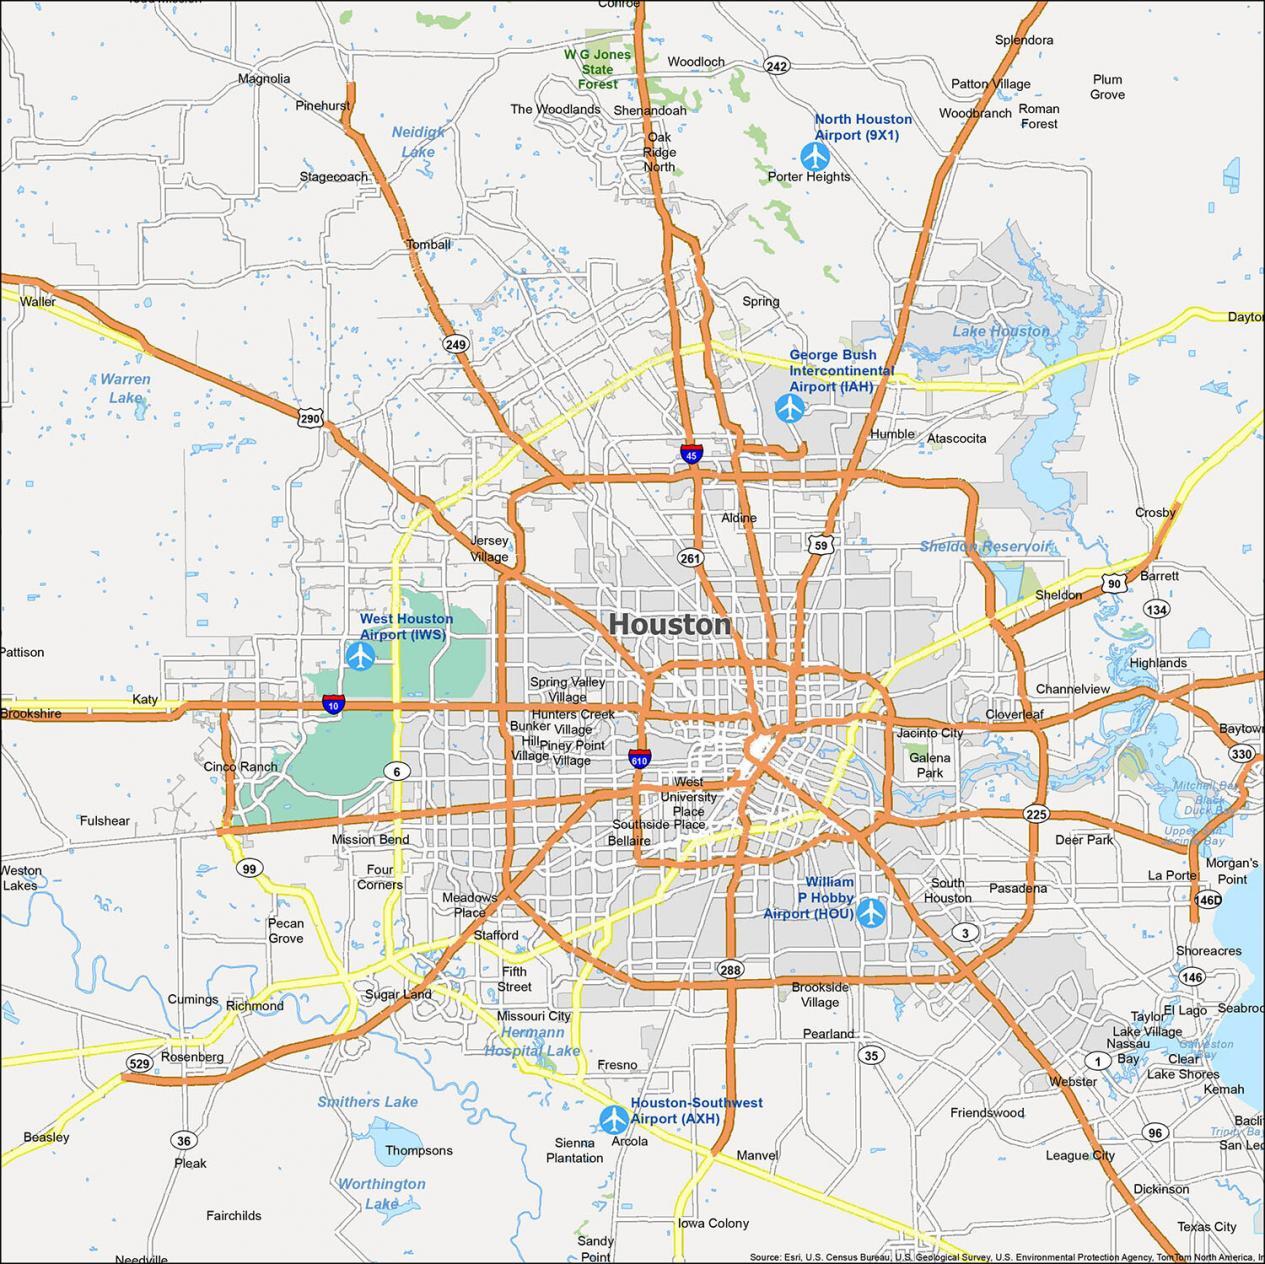 Conroe
Splendora
W G Jones
State
Forest
Woodloch
242
Magnolia
Patton Village
Plum
Grove
Pinehurst
The Woodlands
Shenandoah
Woodbranch
Roman
Forest
North Houston
Airport (9X1)
Neidigk
Lake
Oak
Ridge
North
Stagecoach
Porter Heights
Tomball
Waller
Spring
Dayton
Lake Houston
249
George Bush
Intercontinental
Airport (IAH)
Warren
Lake
290
Humble
Atascocita
45
Crosby
Aldine
Jersey
Village
59
Sheldon Reservoir
261
90
Barrett
Sheldon
134
West Houston
Airport (IWS)
Houston
Pattison
Highlands
Spring Valley
Village
Channelview
Katy
10
Brookshire
Hunters Creek
Village
Cloverleaf
Bunker
Hill
Village
Piney Point
Village
Jacinto City
Baytown
330
610
Galena
Park
Cinco Ranch
6
West
University
Place
Mitchell Bay
Black
Duck Bay
225
Fulshear
Southside Place
Upper San
Jacinto Bay
Mission Bend
Bellaire
Deer Park
Weston
Lakes
99
Four
Corners
Morgan's
Point
La Porte
William
P Hobby
Airport (HOU)
South
Houston
Pasadena
Meadows
Place
146D
Pecan
Grove
Stafford
3
Shoreacres
Fifth
Street
288
146
Sugar Land
Brookside
Village
Cumings
Richmond
Missouri City
El Lago
Seabrook
Taylor
Lake Village
Hermann
Hospital Lake
Pearland
Nassau
Bay
Galveston
Bay
Rosenberg
529
35
1
Clear
Lake Shores
Fresno
Webster
Kemah
Smithers Lake
Houston-Southwest
Airport (AXH)
Friendswood
Bacliff
Trinity Bay
San Leon
Beasley
36
96
Sienna
Plantation
Arcola
Thompsons
Pleak
Manvel
League City
Worthington
Lake
Dickinson
Fairchilds
Iowa Colony
Texas City
Sandy
Point
Needville
Source: Esri, U.S. Census Bureau, U.S. Geological Survey, U.S. Environmental Protection Agency, TomTom North America, In